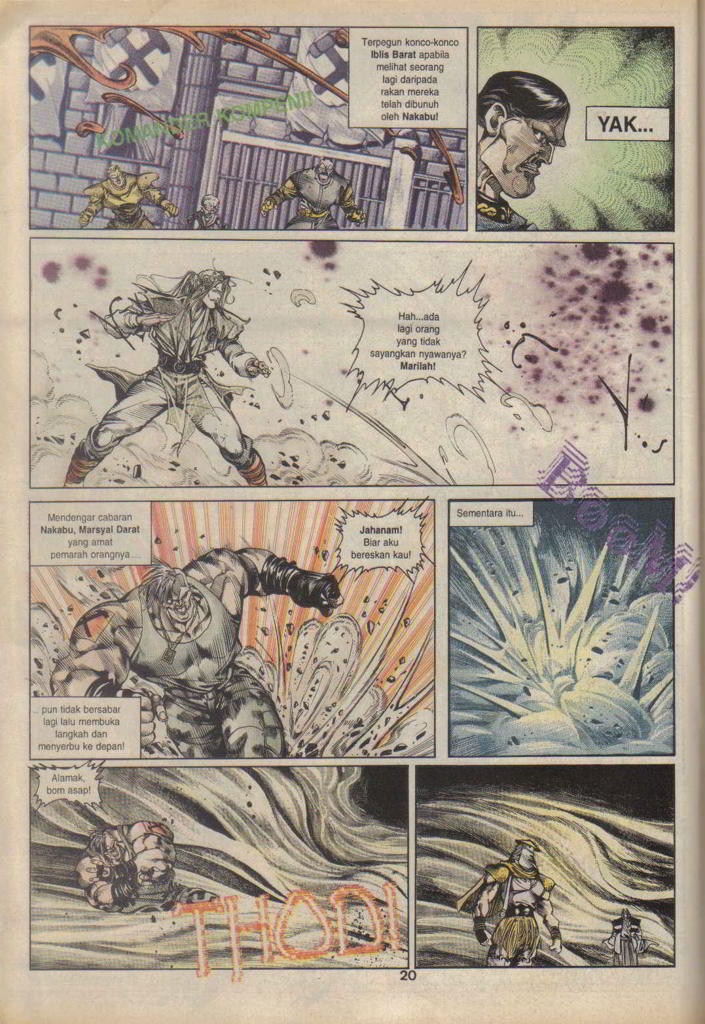 Terpegun konco-konco
Iblis Barat apabila
melihat seorang
lagi daripada
rakan mereka
telah dibunuh
oleh Nakabu!
KOMANDER KOMPENI!
YAK...
Hah...ada
lagi orang
yang tidak
sayangkan nyawanya?
Marilah!
Mendengar cabaran
Nakabu, Marsyal Darat
yang amat
pemarah orangnya ...
Jahanam!
Biar aku
bereskan kau!
... pun tidak bersabar
lagi lalu membuka
langkah dan
menyerbu ke depan!
Sementara itu...
Alamak,
bom asap!
THOD!
20